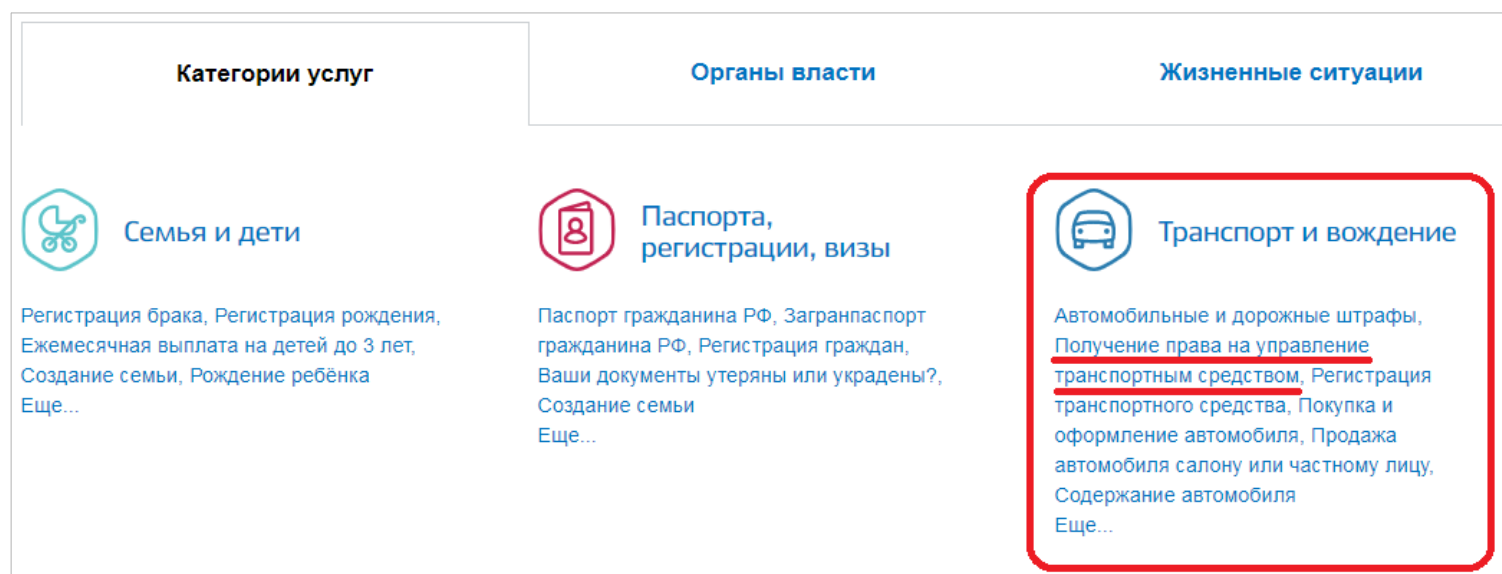 Категории услуг
Органы власти
Жизненные ситуации
Семья и дети
Регистрация брака, Регистрация рождения,
Ежемесячная выплата на детей до 3 лет,
Создание семьи, Рождение ребёнка
Еще...
Паспорта,
регистрации, визы
Паспорт гражданина РФ, Загранпаспорт
гражданина РФ, Регистрация граждан,
Ваши документы утеряны или украдены?,
Создание семьи
Еще...
Транспорт и вождение
Автомобильные и дорожные штрафы,
Получение права на управление
транспортным средством, Регистрация
транспортного средства, Покупка и
оформление автомобиля, Продажа
автомобиля салону или частному лицу,
Содержание автомобиля
Еще...